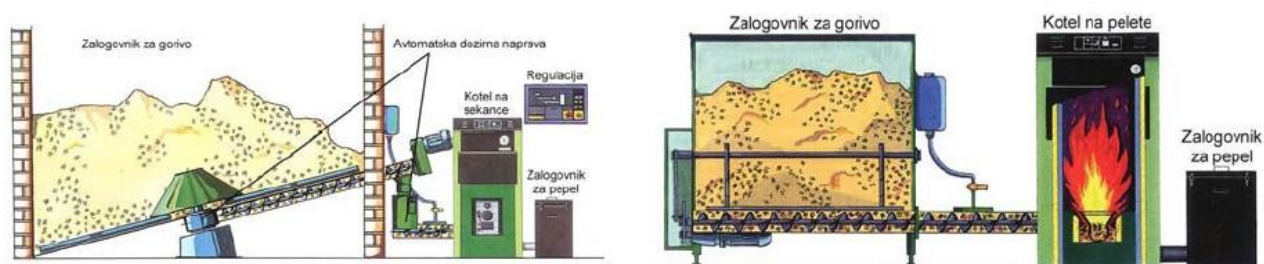 Zalogovnik za gorivo
Avtomatska dozirna naprava
Regulacija
Kotel na
sekance
Zalogovnik
za pepel
Zalogovnik za gorivo
Kotel na pelete
Zalogovnik
za pepel